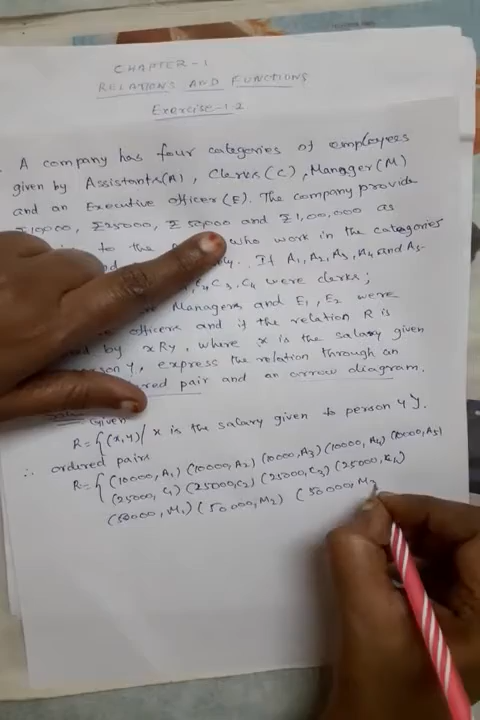 CHAPTER-1
RELATIONS AND FUNCTIONS
Exercise-1.2
A company has four categories of employees
given by Assistants(A), Clerks(C), Manager(M)
and an Executive officer(E). The company provide
₹10,000, ₹25000, ₹50,000 and ₹1,00,000 as
to the who work in the categories
If A1, A2, A3, A4 and A5
C4 were clerks;
Managers and E1, E2 were
officers and if the relation R is
by xRy, where x is the salary given
y, express the relation through an
pair and an arrow diagram.
Given
R={(x,y)/ x is the salary given to person y}.
∴ ordered pairs
R={(10000, A1) (10000, A2) (10000, A3) (10000, A4) (10000, A5)
(25000, C1) (25000, C2) (25000, C3) (25000, C4)
(50000, M1) (50000, M2) (50000, M3